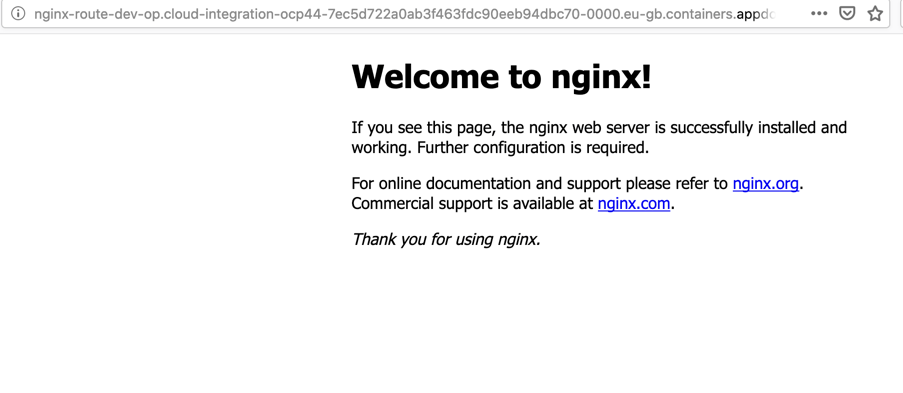 nginx-route-dev-op.cloud-integration-ocp44-7ec5d722a0ab3f463fdc90eeb94dbc70-0000.eu-gb.containers.appdo
Welcome to nginx!
If you see this page, the nginx web server is successfully installed and
working. Further configuration is required.
For online documentation and support please refer to nginx.org.
Commercial support is available at nginx.com.
Thank you for using nginx.